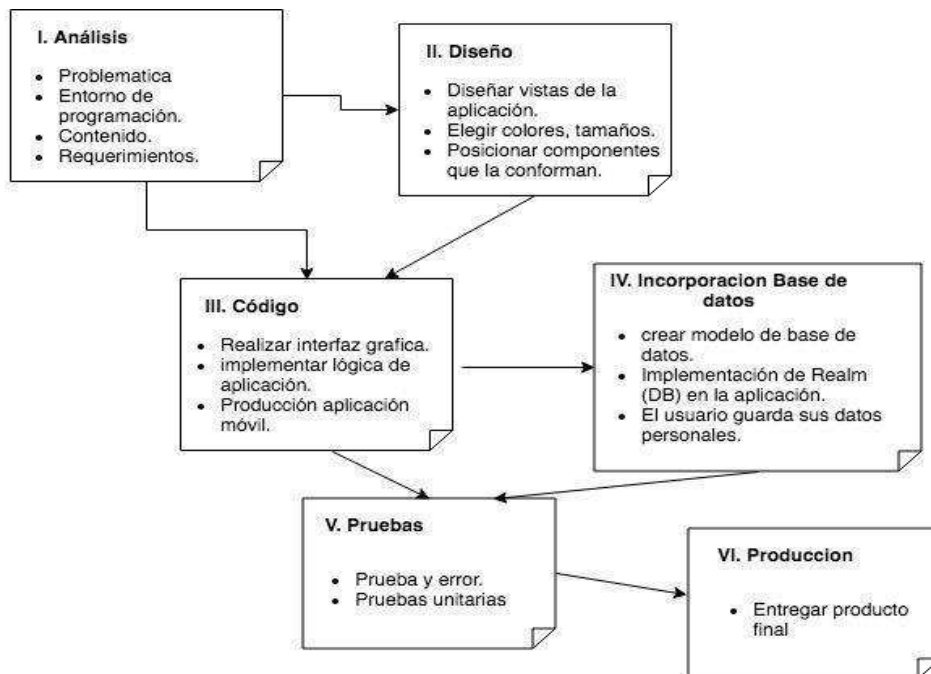 I. Análisis
• Problematica
• Entorno de
programación.
• Contenido.
• Requerimientos.
II. Diseño
• Diseñar vistas de la
aplicación.
• Elegir colores, tamaños.
• Posicionar componentes
que la conforman.
III. Código
• Realizar interfaz grafica.
• implementar lógica de
aplicación.
• Producción aplicación
móvil.
IV. Incorporacion Base de
datos
• crear modelo de base de
datos.
• Implementación de Realm
(DB) en la aplicación.
• El usuario guarda sus datos
personales.
V. Pruebas
• Prueba y error.
• Pruebas unitarias
VI. Produccion
• Entregar producto
final